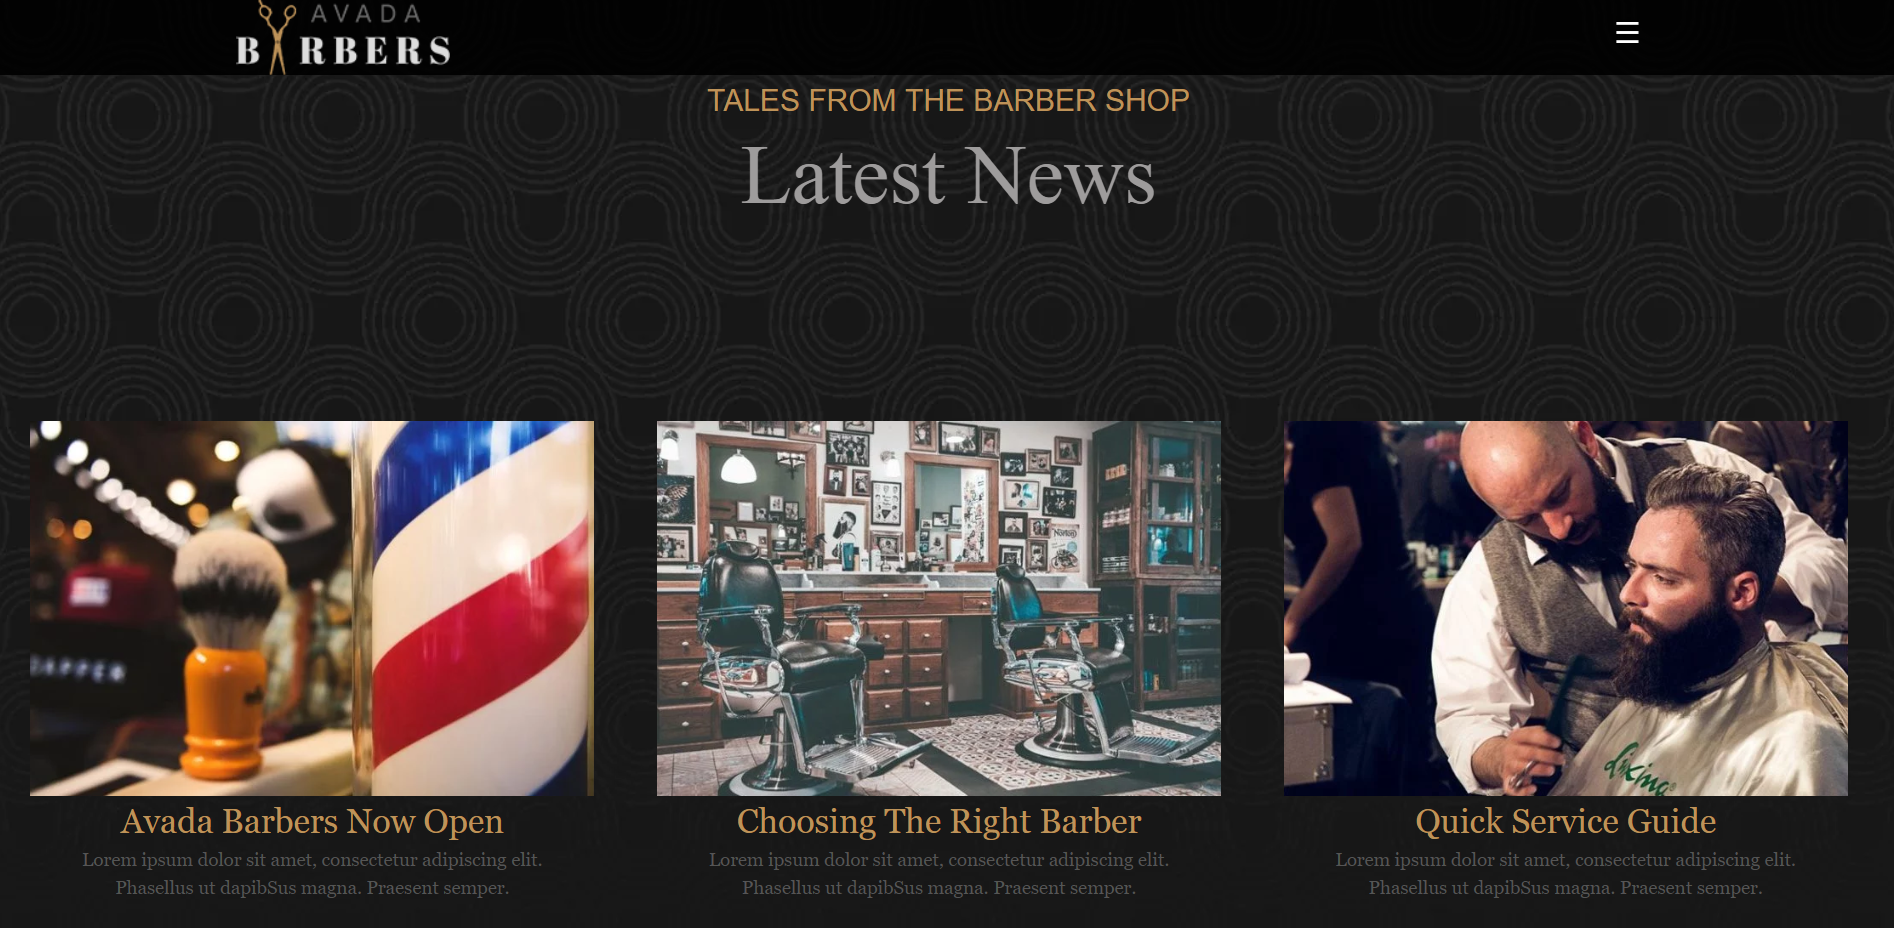 AVADA
BARBERS
☰
TALES FROM THE BARBER SHOP
Latest News
DAPPER
Norton
Avada Barbers Now Open
Choosing The Right Barber
Quick Service Guide
Lorem ipsum dolor sit amet, consectetur adipiscing elit.
Phasellus ut dapibSus magna. Praesent semper.
Lorem ipsum dolor sit amet, consectetur adipiscing elit.
Phasellus ut dapibSus magna. Praesent semper.
Lorem ipsum dolor sit amet, consectetur adipiscing elit.
Phasellus ut dapibSus magna. Praesent semper.